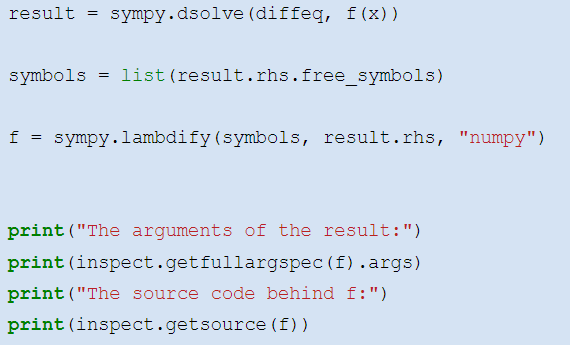 result = sympy.dsolve(diffeq, f(x))
symbols = list(result.rhs.free_symbols)
f = sympy.lambdify(symbols, result.rhs, "numpy")
print("The arguments of the result:")
print(inspect.getfullargspec(f).args)
print("The source code behind f:")
print(inspect.getsource(f))